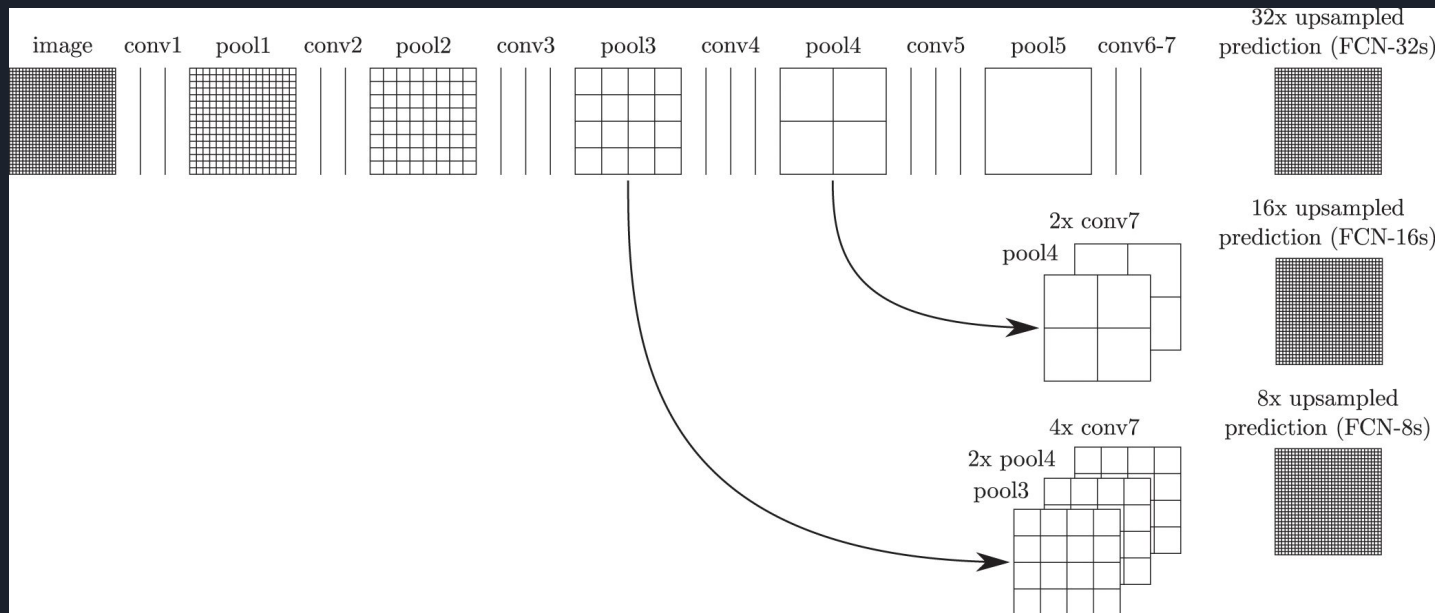 image conv1 pool1 conv2 pool2 conv3 pool3 conv4 pool4 conv5 pool5 conv6-7
32x upsampled
prediction (FCN-32s)
2x conv7
pool4
16x upsampled
prediction (FCN-16s)
4x conv7
2x pool4
pool3
8x upsampled
prediction (FCN-8s)